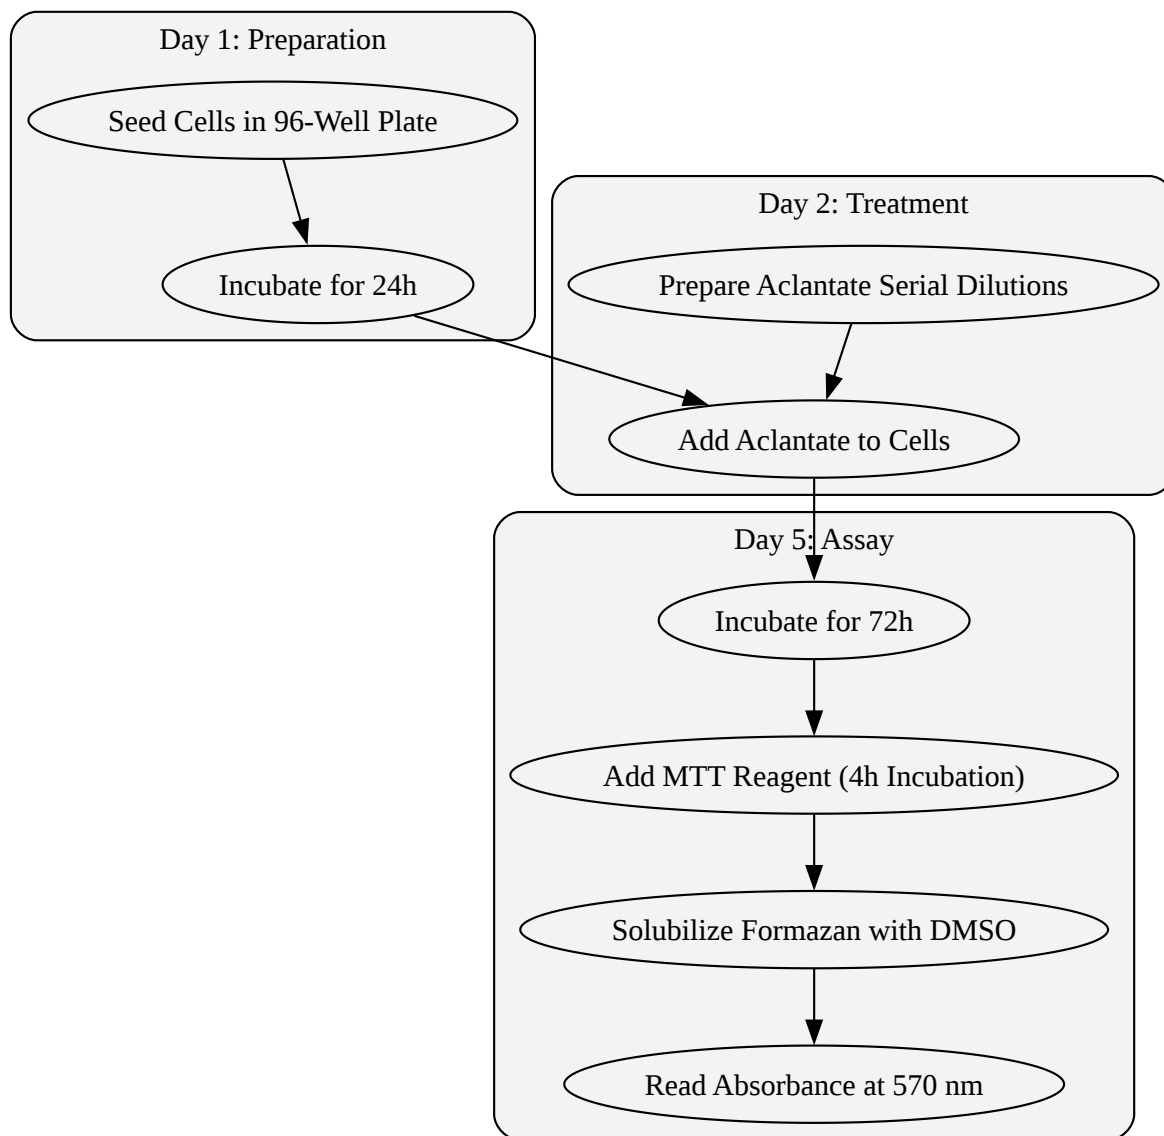 Day 1: Preparation
Seed Cells in 96-Well Plate
Incubate for 24h
Day 2: Treatment
Prepare Aclantate Serial Dilutions
Add Aclantate to Cells
Day 5: Assay
Incubate for 72h
Add MTT Reagent (4h Incubation)
Solubilize Formazan with DMSO
Read Absorbance at 570 nm